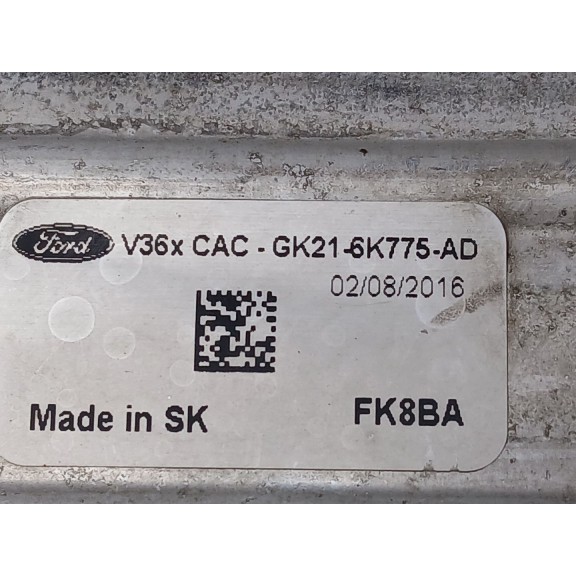 Ford V36x CAC - GK21-6K775-AD
02/08/2016
Made in SK FK8BA